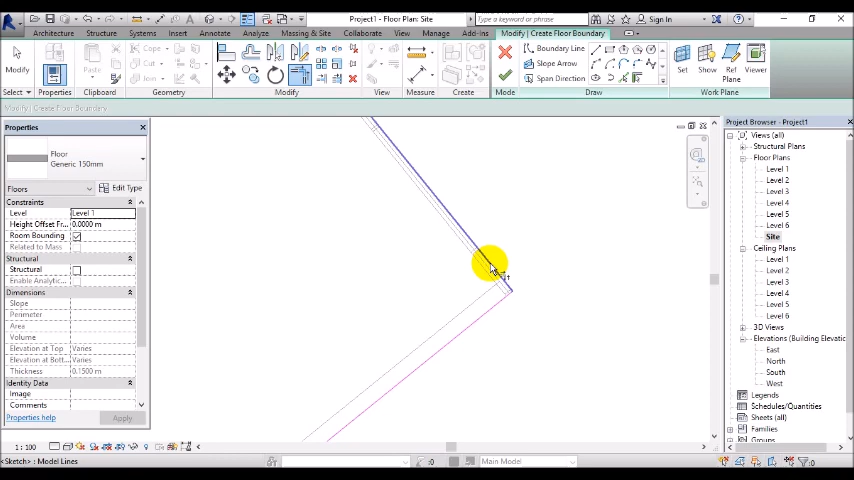 Project1 - Floor Plan: Site
Type a keyword or phrase
Sign In
Architecture Structure Systems Insert Annotate Analyze Massing & Site Collaborate View Manage Add-Ins Modify | Create Floor Boundary
Modify
Paste
Cope
Cut
Join
Boundary Line
Slope Arrow
Span Direction
Set Show Ref Plane Viewer
Select Properties Clipboard Geometry Modify View Measure Create Mode Draw Work Plane
Modify | Create Floor Boundary
Properties
Floor
Generic 150mm
Floors
Edit Type
Constraints
Level Level 1
Height Offset Fr... 0.0000 m
Room Bounding
Related to Mass
Structural
Structural
Enable Analytic...
Dimensions
Slope
Perimeter
Area
Volume
Elevation at Top Varies
Elevation at Bott... Varies
Thickness 0.1500 m
Identity Data
Image
Comments
Properties help
Apply
Project Browser - Project1
Views (all)
Structural Plans
Floor Plans
Level 1
Level 2
Level 3
Level 4
Level 5
Level 6
Site
Ceiling Plans
Level 1
Level 2
Level 3
Level 4
Level 5
Level 6
3D Views
Elevations (Building Elevatio
East
North
South
West
Legends
Schedules/Quantities
Sheets (all)
Families
Groups
1 : 100
<Sketch> : Model Lines
:0
Main Model
:0